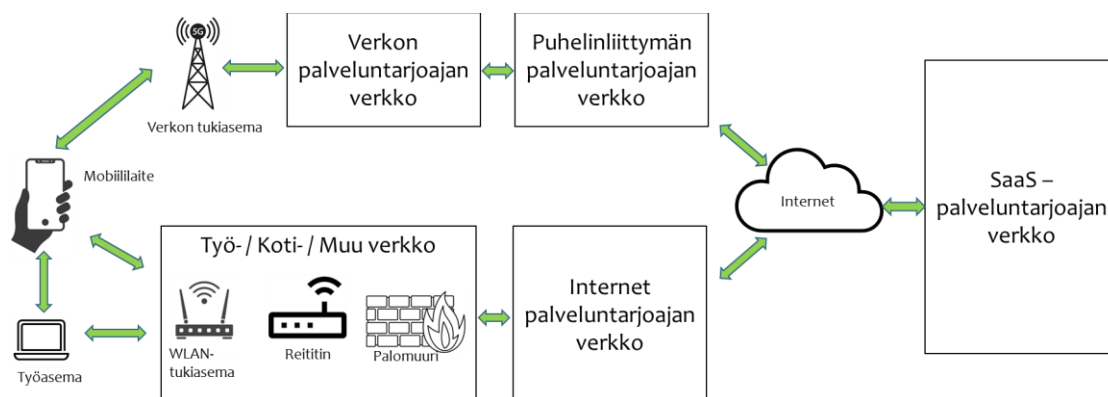 5G
Verkon tukiasema
Verkon
palveluntarjoajan
verkko
Puhelinliittymän
palveluntarjoajan
verkko
Mobiililaite
Internet
SaaS –
palveluntarjoajan
verkko
Työ- / Koti- / Muu verkko
WLAN-
tukiasema
Reititin
Palomuuri
Internet
palveluntarjoajan
verkko
Työasema